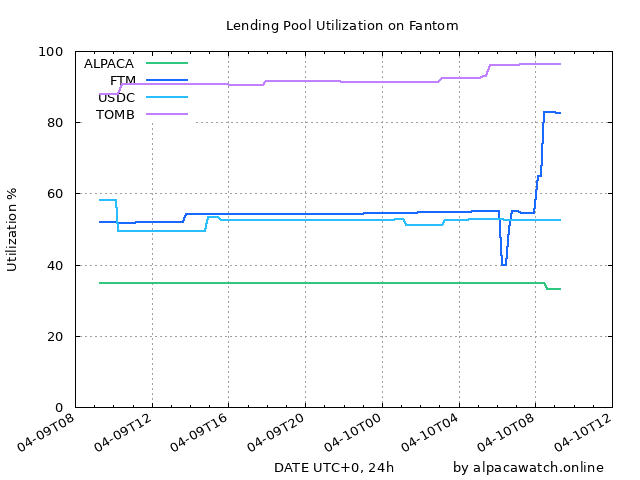 Lending Pool Utilization on Fantom
ALPACA
FTM
USDC
TOMB
100
80
60
40
20
0
Utilization %
04-09T08
04-09T12
04-09T16
04-09T20
04-10T00
04-10T04
04-10T08
04-10T12
DATE UTC+0, 24h
by alpacawatch.online